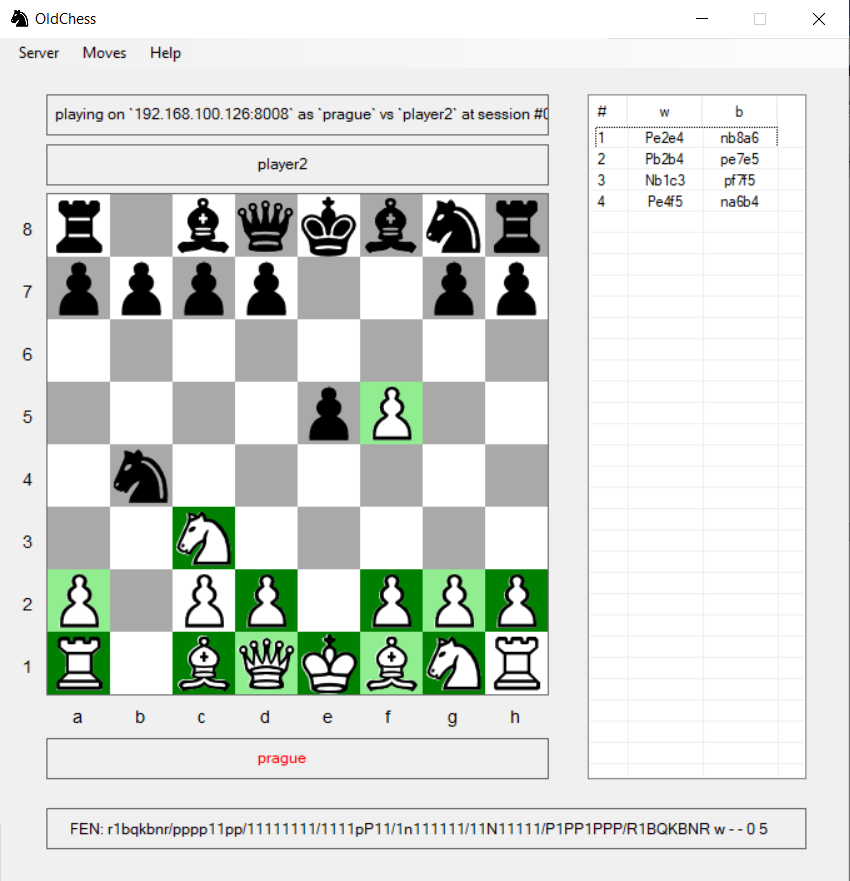 OldChess
Server Moves Help
playing on `192.168.100.126:8008` as `prague` vs `player2` at session #0
player2
8
7
6
5
4
3
2
1
a b c d e f g h
prague
# w b
1 Pe2e4 nb8a6
2 Pb2b4 pe7e5
3 Nb1c3 pf7f5
4 Pe4f5 na6b4
FEN: r1bqkbnr/pppp11pp/11111111/1111pP11/1n111111/11N11111/P1PP1PPP/R1BQKBNR w - - 0 5